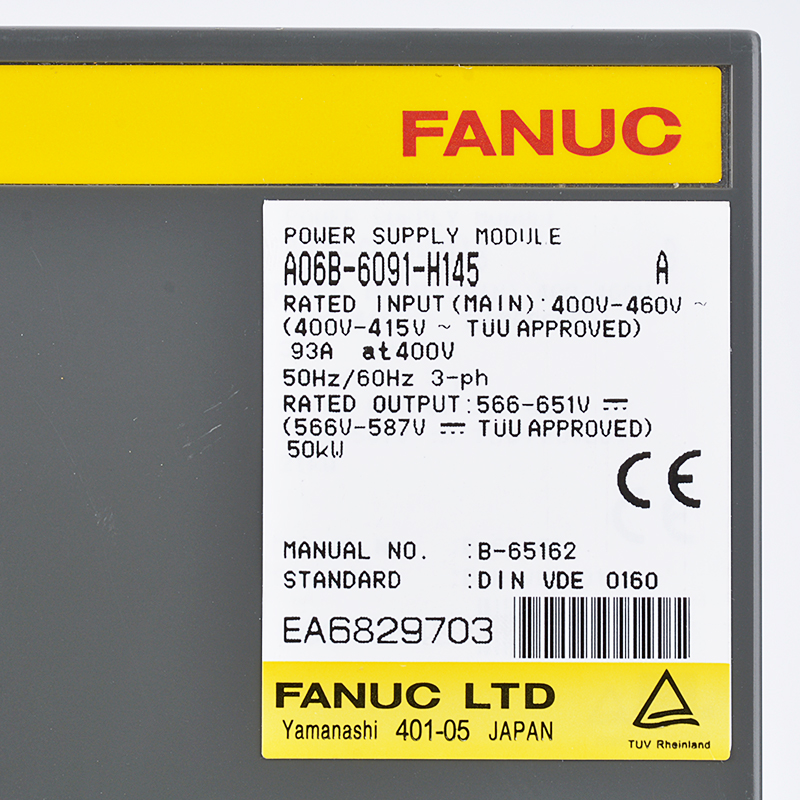 FANUC
POWER SUPPLY MODULE
A06B-6091-H145 A
RATED INPUT(MAIN):400V-460V ~
(400V-415V ~ TÜV APPROVED)
93A at400V
50Hz/60Hz 3-ph
RATED OUTPUT:566-651V ⎓
(566V-587V ⎓ TÜV APPROVED)
50kW
CE
MANUAL NO. :B-65162
STANDARD :DIN VDE 0160
EA6829703
FANUC LTD
Yamanashi 401-05 JAPAN
TUV Rheinland